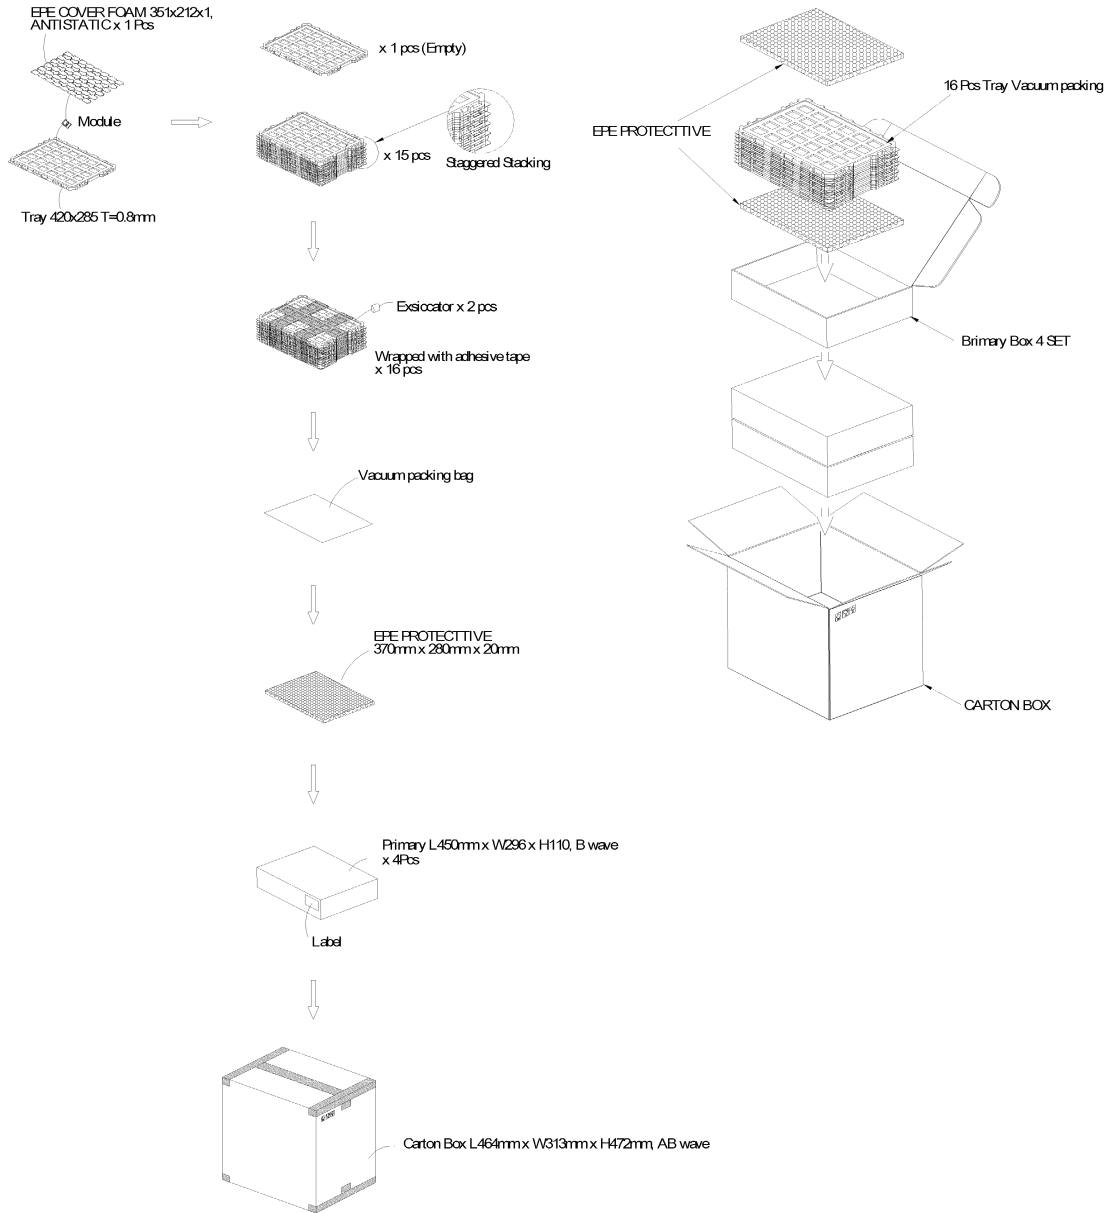 EPE COVER FOAM 351x212x1,
ANTISTATIC x 1 Pcs
Module
Tray 420x285 T=0.8mm
x 1 pcs (Empty)
x 15 pcs
Staggered Stacking
Exsiccator x 2 pcs
Wrapped with adhesive tape
x 16 pcs
Vacuum packing bag
EPE PROTECTTIVE
370mm x 280mm x 20mm
Primary L450mm x W296 x H110, B wave
x 4Pcs
Label
Carton Box L464mm x W313mm x H472mm, AB wave
16 Pcs Tray Vacuum packing
EPE PROTECTTIVE
Brimary Box 4 SET
CARTON BOX